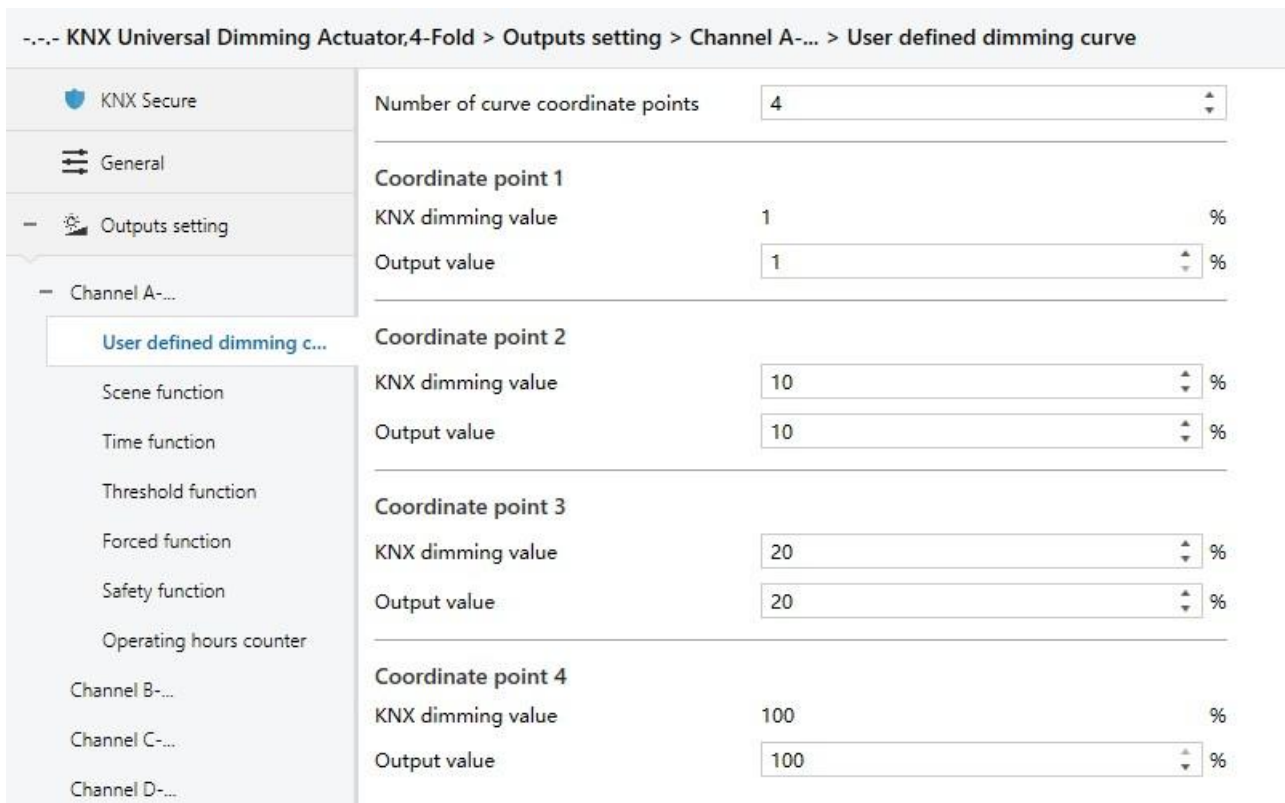 -.-.- KNX Universal Dimming Actuator,4-Fold > Outputs setting > Channel A-... > User defined dimming curve
KNX Secure
General
Outputs setting
Channel A-...
User defined dimming c...
Scene function
Time function
Threshold function
Forced function
Safety function
Operating hours counter
Channel B-...
Channel C-...
Channel D-...
Number of curve coordinate points 4
Coordinate point 1
KNX dimming value 1 %
Output value 1 %
Coordinate point 2
KNX dimming value 10 %
Output value 10 %
Coordinate point 3
KNX dimming value 20 %
Output value 20 %
Coordinate point 4
KNX dimming value 100 %
Output value 100 %